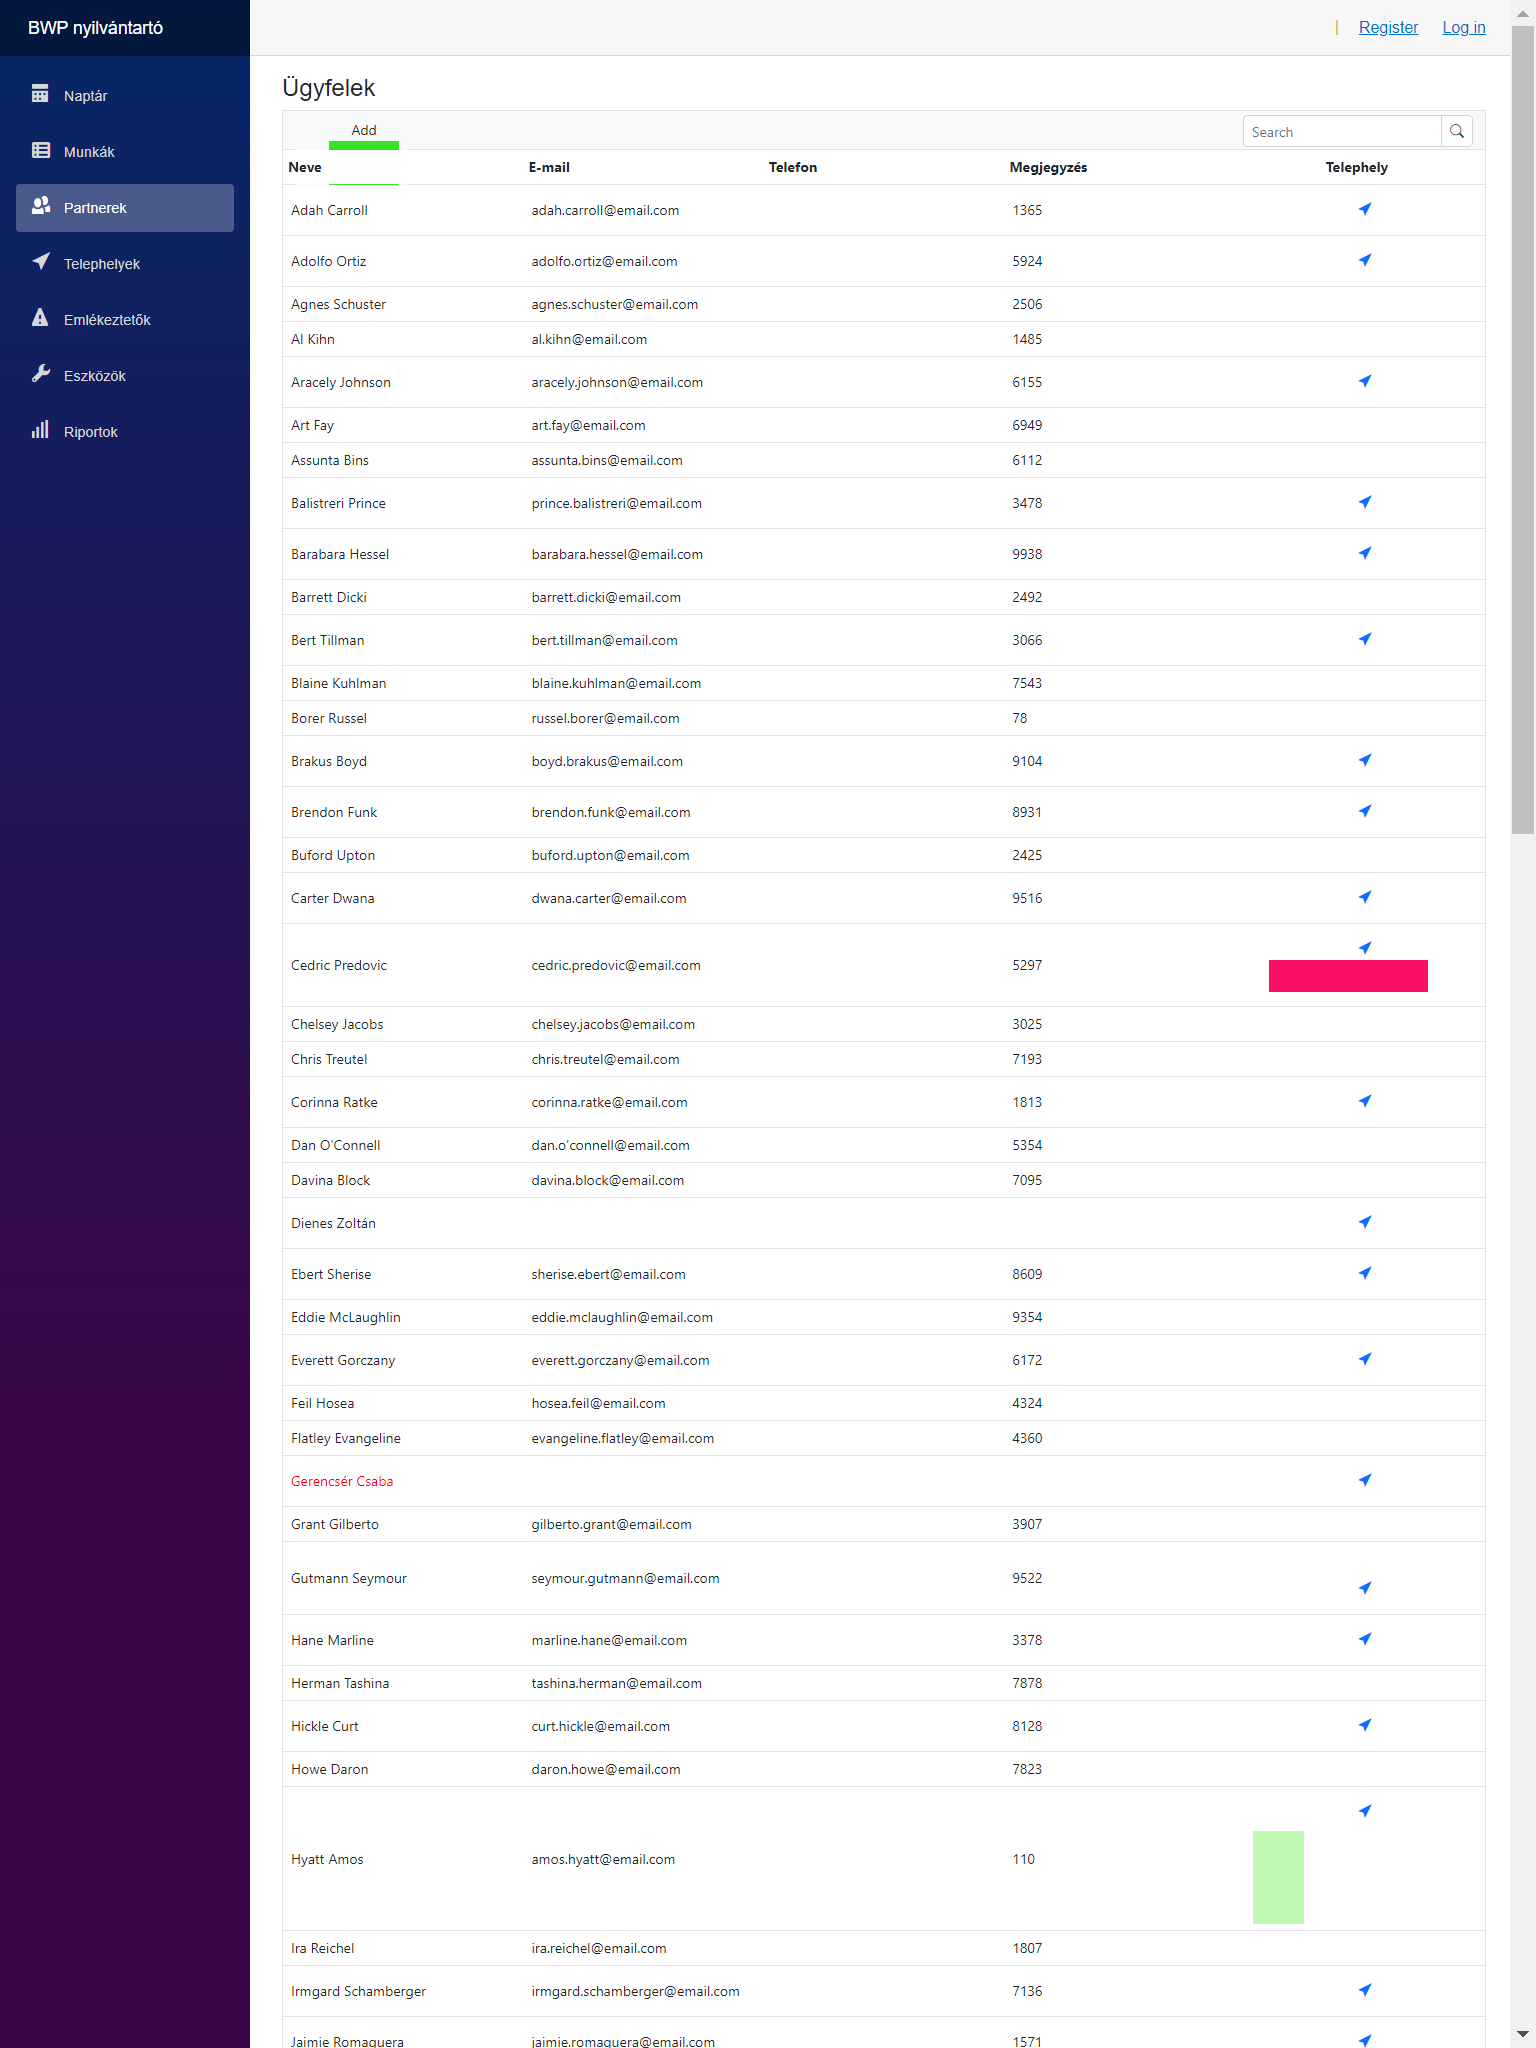 BWP nyilvántartó
| Register Log in
Naptár
Munkák
Partnerek
Telephelyek
Emlékeztetők
Eszközök
Riportok
Ügyfelek
Add Search
Neve E-mail Telefon Megjegyzés Telephely
Adah Carroll adah.carroll@email.com 1365
Adolfo Ortiz adolfo.ortiz@email.com 5924
Agnes Schuster agnes.schuster@email.com 2506
Al Kihn al.kihn@email.com 1485
Aracely Johnson aracely.johnson@email.com 6155
Art Fay art.fay@email.com 6949
Assunta Bins assunta.bins@email.com 6112
Balistreri Prince prince.balistreri@email.com 3478
Barabara Hessel barabara.hessel@email.com 9938
Barrett Dicki barrett.dicki@email.com 2492
Bert Tillman bert.tillman@email.com 3066
Blaine Kuhlman blaine.kuhlman@email.com 7543
Borer Russel russel.borer@email.com 78
Brakus Boyd boyd.brakus@email.com 9104
Brendon Funk brendon.funk@email.com 8931
Buford Upton buford.upton@email.com 2425
Carter Dwana dwana.carter@email.com 9516
Cedric Predovic cedric.predovic@email.com 5297
Chelsey Jacobs chelsey.jacobs@email.com 3025
Chris Treutel chris.treutel@email.com 7193
Corinna Ratke corinna.ratke@email.com 1813
Dan O'Connell dan.o'connell@email.com 5354
Davina Block davina.block@email.com 7095
Dienes Zoltán
Ebert Sherise sherise.ebert@email.com 8609
Eddie McLaughlin eddie.mclaughlin@email.com 9354
Everett Gorczany everett.gorczany@email.com 6172
Feil Hosea hosea.feil@email.com 4324
Flatley Evangeline evangeline.flatley@email.com 4360
Gerencsér Csaba
Grant Gilberto gilberto.grant@email.com 3907
Gutmann Seymour seymour.gutmann@email.com 9522
Hane Marline marline.hane@email.com 3378
Herman Tashina tashina.herman@email.com 7878
Hickle Curt curt.hickle@email.com 8128
Howe Daron daron.howe@email.com 7823
Hyatt Amos amos.hyatt@email.com 110
Ira Reichel ira.reichel@email.com 1807
Irmgard Schamberger irmgard.schamberger@email.com 7136
Jaimie Romaguera jaimie.romaguera@email.com 1571